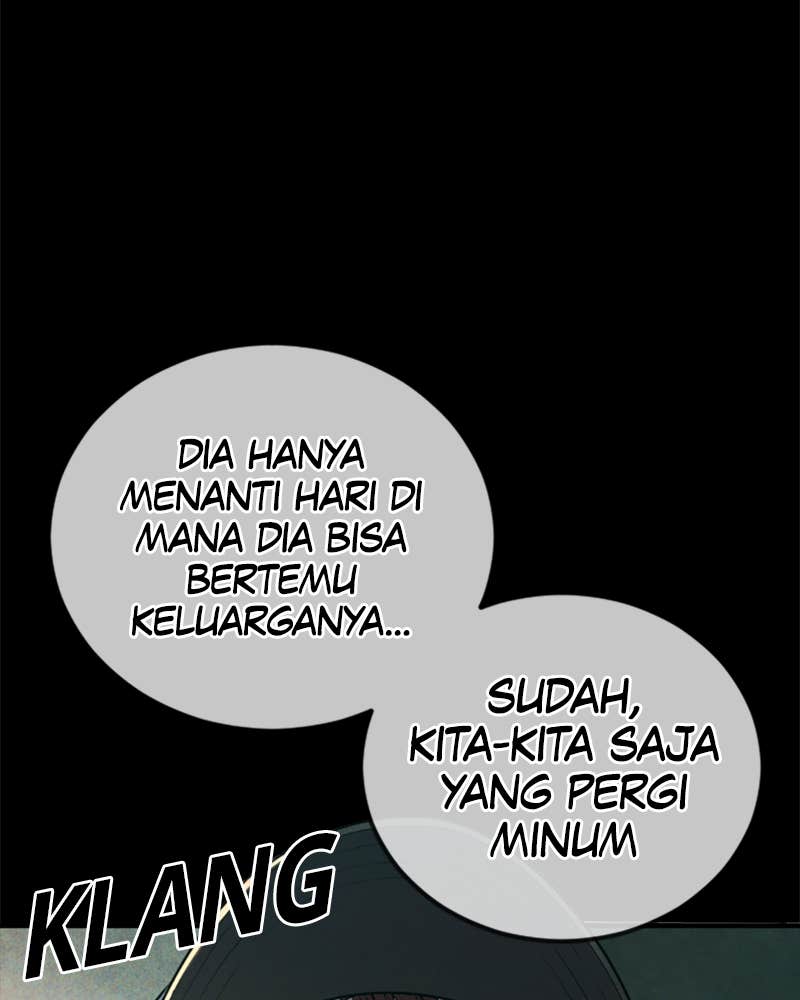 DIA HANYA
MENANTI HARI DI
MANA DIA BISA
BERTEMU
KELUARGANYA...
SUDAH,
KITA-KITA SAJA
YANG PERGI
MINUM
KLANG